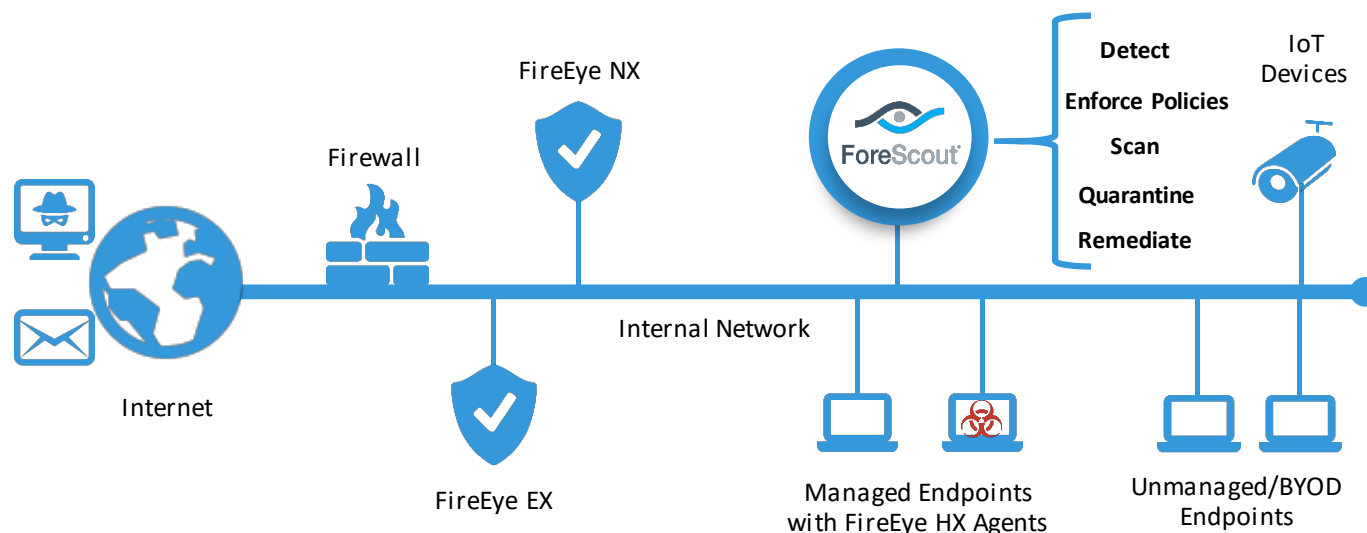 FireEye NX
Firewall
Internet
FireEye EX
Internal Network
ForeScout
Detect
Enforce Policies
Scan
Quarantine
Remediate
IoT
Devices
Managed Endpoints
with FireEye HX Agents
Unmanaged/BYOD
Endpoints